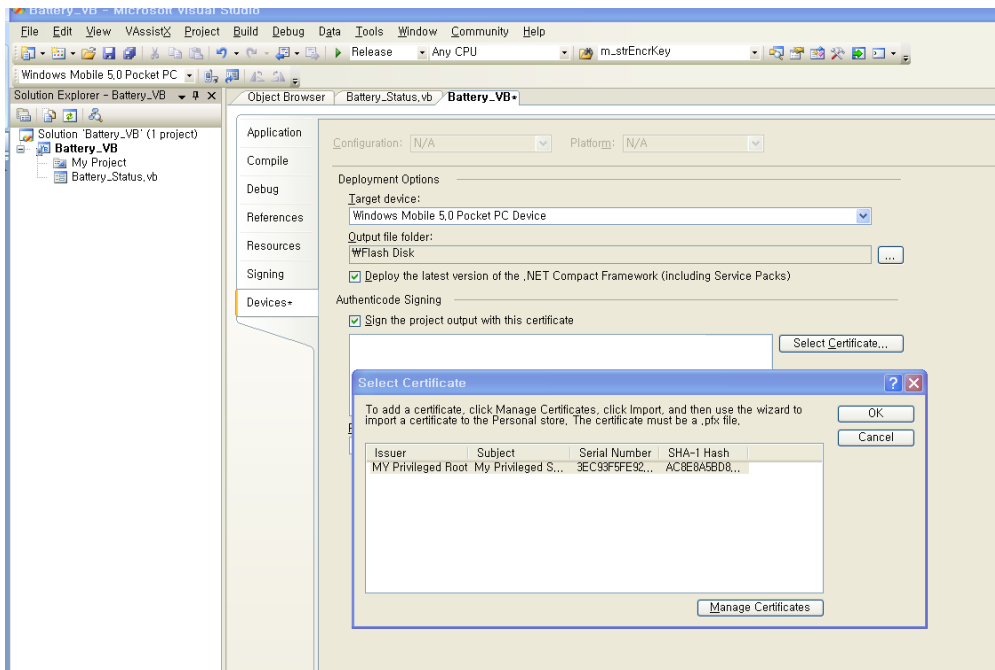 Battery_VB - Microsoft Visual Studio
File Edit View VAssistX Project Build Debug Data Tools Window Community Help
Release Any CPU m_strEncrKey
Windows Mobile 5,0 Pocket PC
Solution Explorer - Battery_VB
Object Browser Battery_Status,vb Battery_VB*
Solution 'Battery_VB' (1 project)
Battery_VB
My Project
Battery_Status,vb
Application
Compile
Debug
References
Resources
Signing
Devices*
Configuration: N/A Platform: N/A
Deployment Options
Target device:
Windows Mobile 5,0 Pocket PC Device
Output file folder:
₩Flash Disk ...
Deploy the latest version of the ,NET Compact Framework (including Service Packs)
Authenticode Signing
Sign the project output with this certificate
Select Certificate,,,
Select Certificate
To add a certificate, click Manage Certificates, click Import, and then use the wizard to
import a certificate to the Personal store, The certificate must be a ,pfx file,
OK
Cancel
Issuer Subject Serial Number SHA-1 Hash
MY Privileged Root My Privileged S,,, 3EC93F5FE92,,, AC8E8A5BD8,,,
Manage Certificates